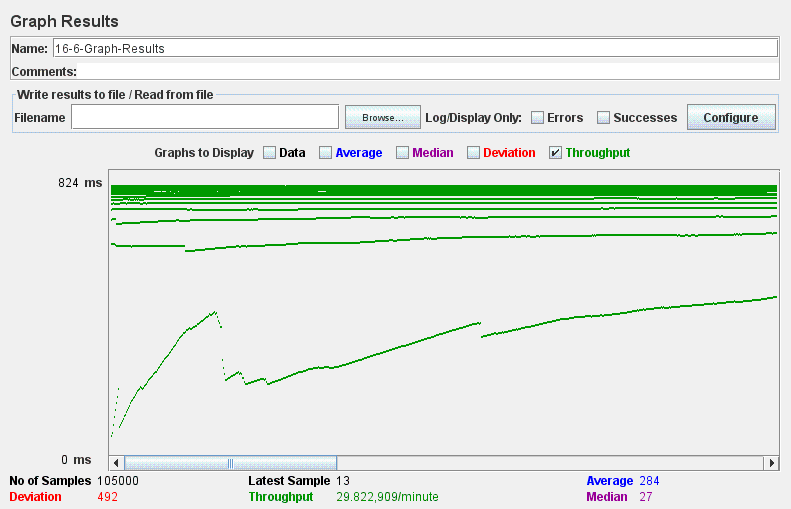 Graph Results
Name: 16-6-Graph-Results
Comments:
Write results to file / Read from file
Filename Browse... Log/Display Only: Errors Successes Configure
Graphs to Display Data Average Median Deviation Throughput
824 ms
0 ms
No of Samples 105000 Latest Sample 13 Average 284
Deviation 492 Throughput 29.822,909/minute Median 27